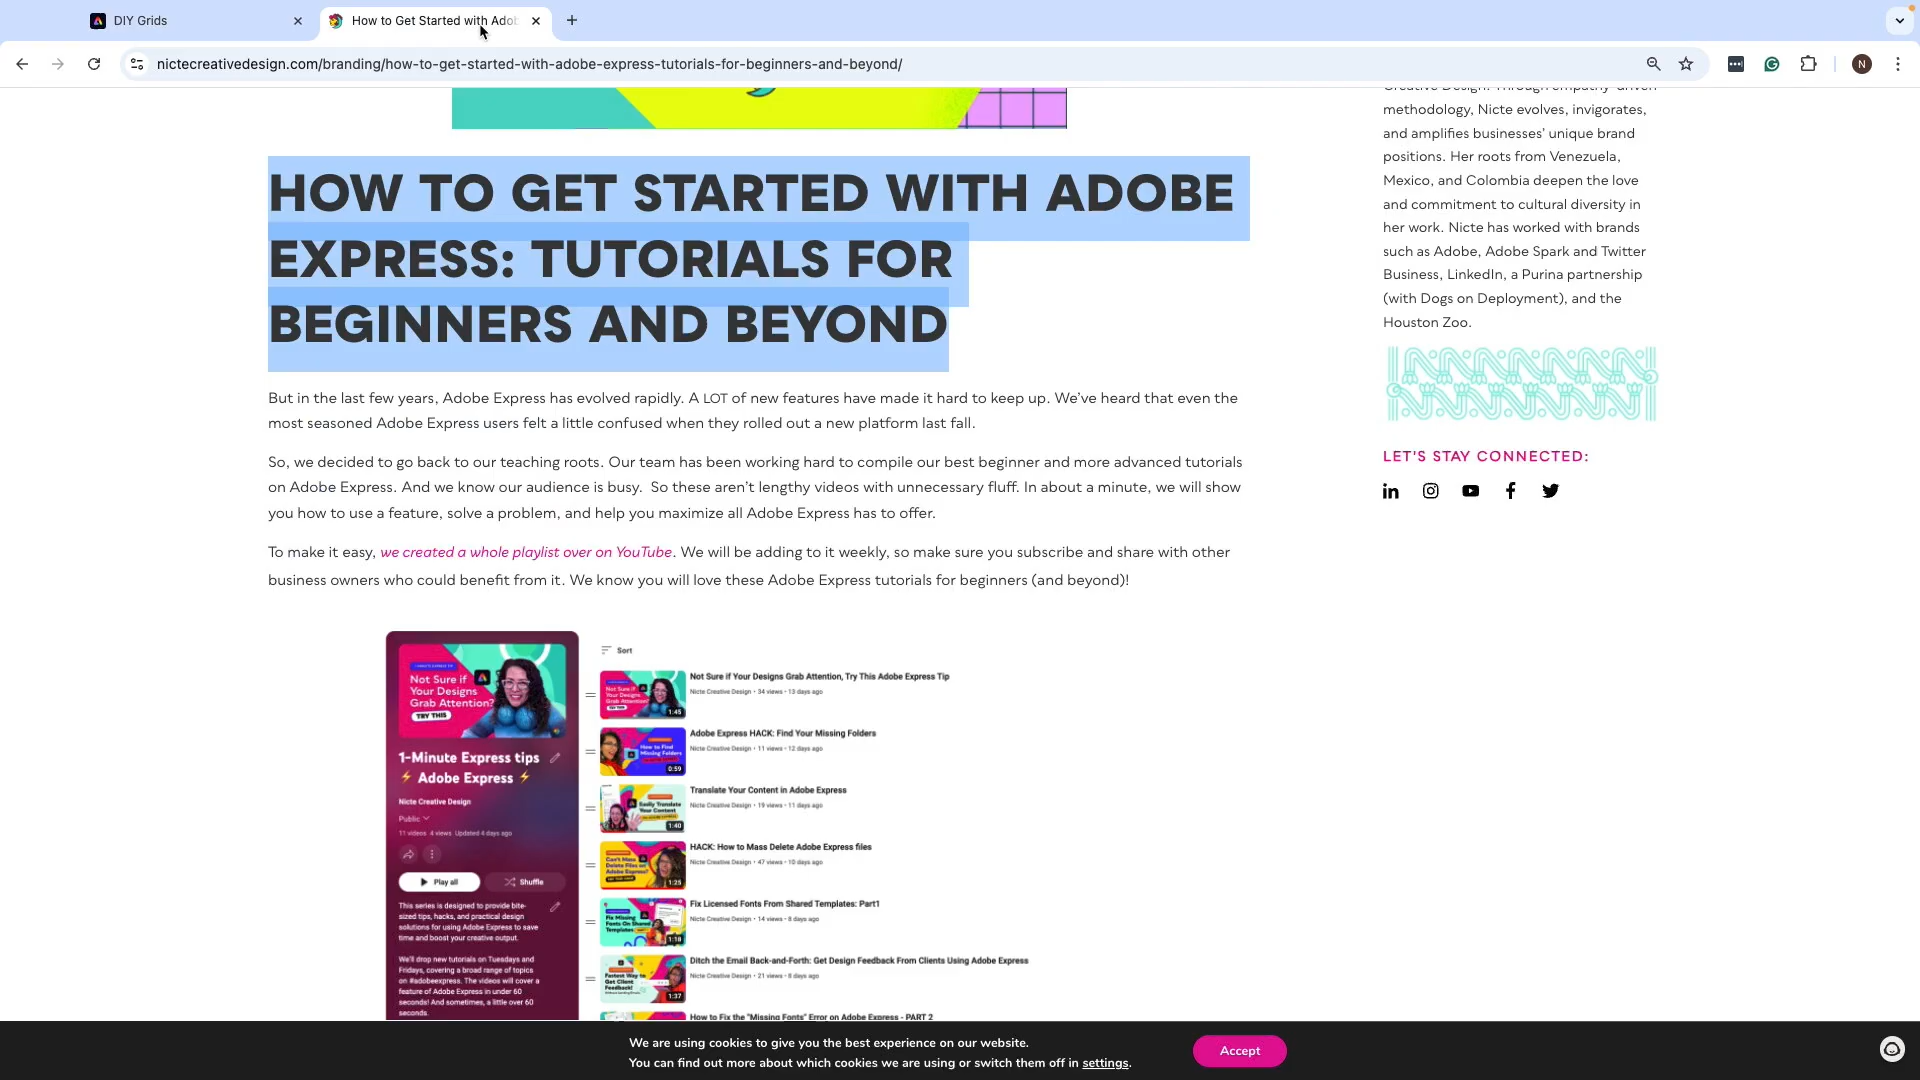 DIY Grids
How to Get Started with Adob
nictecreativedesign.com/branding/how-to-get-started-with-adobe-express-tutorials-for-beginners-and-beyond/
N
HOW TO GET STARTED WITH ADOBE
EXPRESS: TUTORIALS FOR
BEGINNERS AND BEYOND
But in the last few years, Adobe Express has evolved rapidly. A LOT of new features have made it hard to keep up. We've heard that even the
most seasoned Adobe Express users felt a little confused when they rolled out a new platform last fall.
So, we decided to go back to our teaching roots. Our team has been working hard to compile our best beginner and more advanced tutorials
on Adobe Express. And we know our audience is busy. So these aren't lengthy videos with unnecessary fluff. In about a minute, we will show
you how to use a feature, solve a problem, and help you maximize all Adobe Express has to offer.
To make it easy, we created a whole playlist over on YouTube. We will be adding to it weekly, so make sure you subscribe and share with other
business owners who could benefit from it. We know you will love these Adobe Express tutorials for beginners (and beyond)!
Creative Design. Through empathy-driven
methodology, Nicte evolves, invigorates,
and amplifies businesses' unique brand
positions. Her roots from Venezuela,
Mexico, and Colombia deepen the love
and commitment to cultural diversity in
her work. Nicte has worked with brands
such as Adobe, Adobe Spark and Twitter
Business, LinkedIn, a Purina partnership
(with Dogs on Deployment), and the
Houston Zoo.
LET'S STAY CONNECTED:
Not Sure if
Your Designs
Grab Attention?
TRY THIS
1-Minute Express tips
⚡ Adobe Express ⚡
Nicte Creative Design
Public
11 videos 4 views Updated 4 days ago
Play all
Shuffle
This series is designed to provide bite-
sized tips, hacks, and practical design
solutions for using Adobe Express to save
time and boost your creative output.
We'll drop new tutorials on Tuesdays and
Fridays, covering a broad range of topics
on #adobeexpress. The videos will cover a
feature of Adobe Express in under 60
seconds! And sometimes, a little over 60
seconds.
Sort
Not Sure if Your Designs Grab Attention, Try This Adobe Express Tip
Nicte Creative Design • 34 views • 13 days ago
1:45
Adobe Express HACK: Find Your Missing Folders
Nicte Creative Design • 11 views • 12 days ago
0:59
Translate Your Content in Adobe Express
Nicte Creative Design • 19 views • 11 days ago
1:40
HACK: How to Mass Delete Adobe Express files
Nicte Creative Design • 47 views • 10 days ago
1:25
Fix Licensed Fonts From Shared Templates: Part1
Nicte Creative Design • 14 views • 8 days ago
1:18
Ditch the Email Back-and-Forth: Get Design Feedback From Clients Using Adobe Express
Nicte Creative Design • 21 views • 8 days ago
1:37
How to Fix the "Missing Fonts" Error on Adobe Express - PART 2
We are using cookies to give you the best experience on our website.
You can find out more about which cookies we are using or switch them off in settings.
Accept